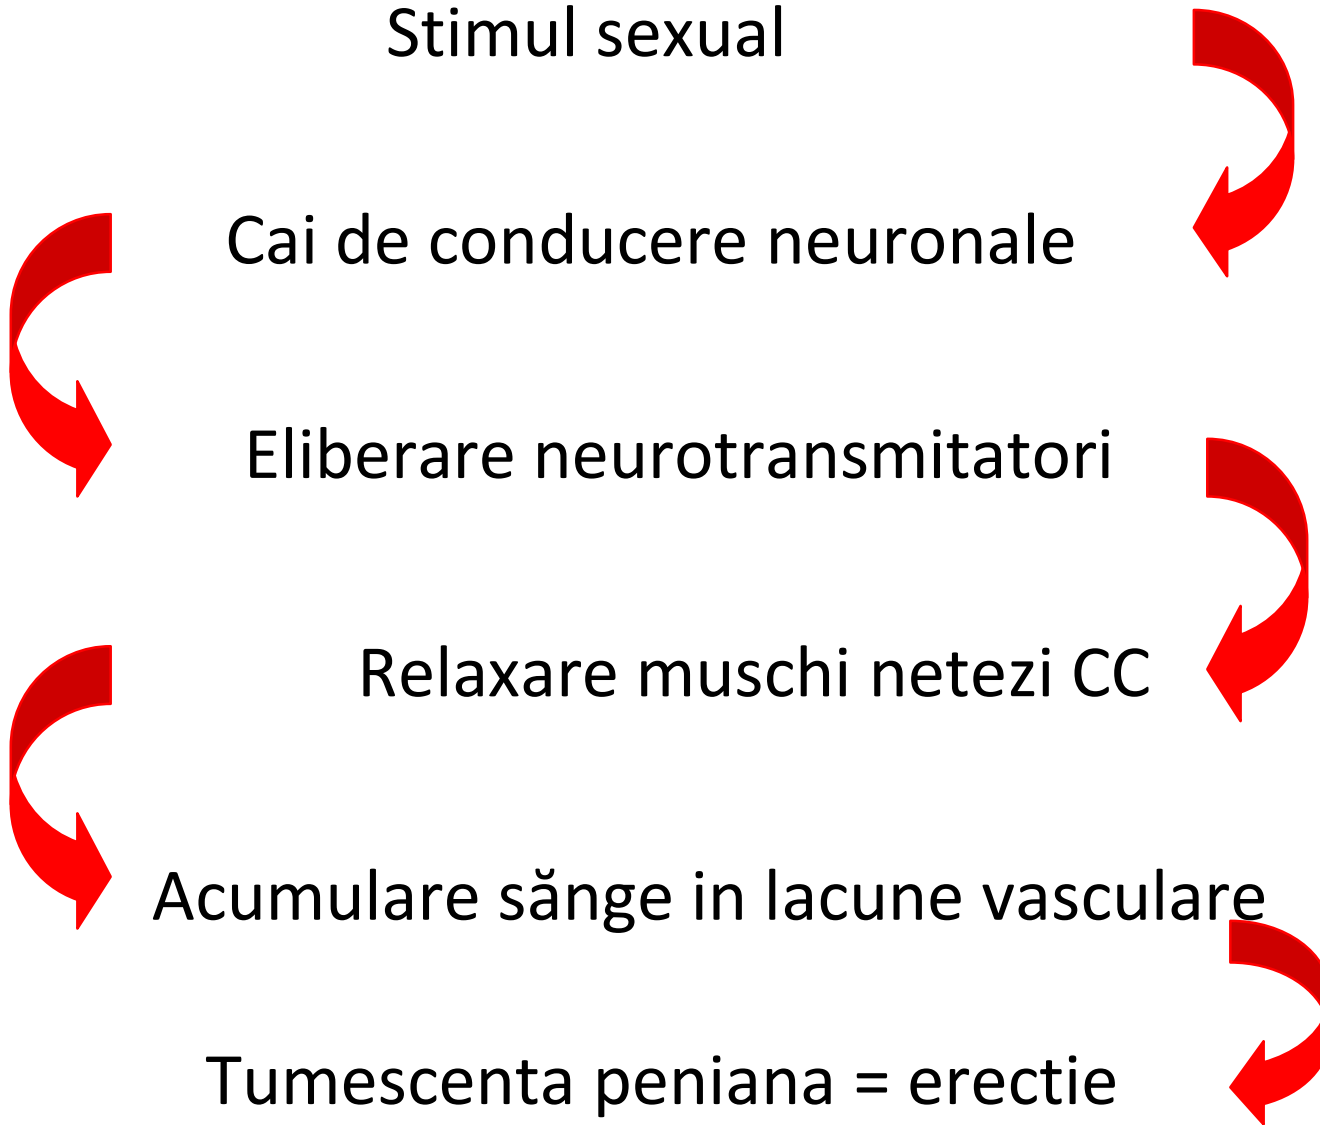 Stimul sexual
Cai de conducere neuronale
Eliberare neurotransmitatori
Relaxare muschi netezi CC
Acumulare sănge in lacune vasculare
Tumescenta peniana = erectie